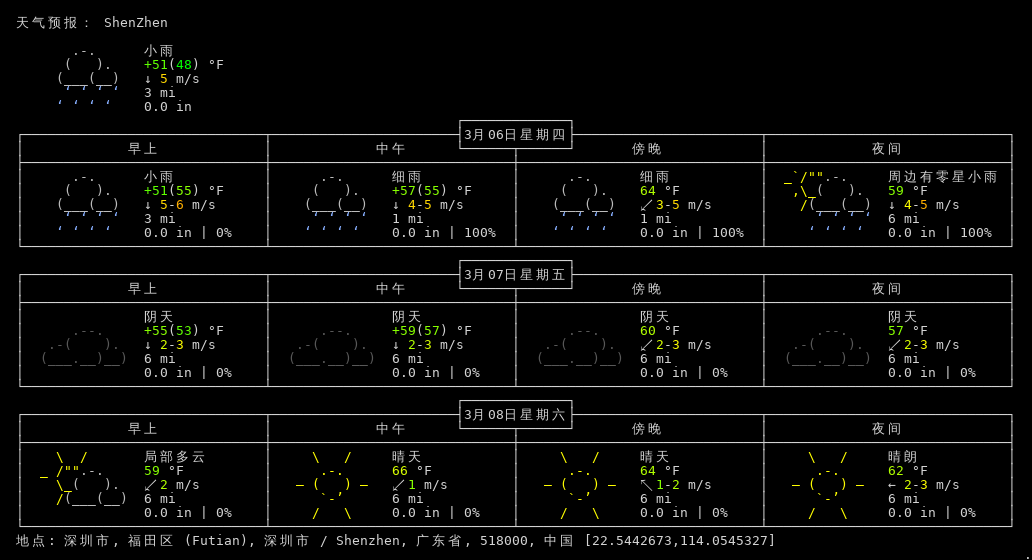 天气预报： ShenZhen
小雨
+51(48) °F
↓ 5 m/s
3 mi
0.0 in
3月06日星期四
早上 中午 傍晚 夜间
小雨 细雨 细雨 周边有零星小雨
+51(55) °F +57(55) °F 64 °F 59 °F
↓ 5-6 m/s ↓ 4-5 m/s ↙3-5 m/s ↓ 4-5 m/s
3 mi 1 mi 1 mi 6 mi
0.0 in | 0% 0.0 in | 100% 0.0 in | 100% 0.0 in | 100%
3月07日星期五
早上 中午 傍晚 夜间
阴天 阴天 阴天 阴天
+55(53) °F +59(57) °F 60 °F 57 °F
↓ 2-3 m/s ↓ 2-3 m/s ↙2-3 m/s ↙2-3 m/s
6 mi 6 mi 6 mi 6 mi
0.0 in | 0% 0.0 in | 0% 0.0 in | 0% 0.0 in | 0%
3月08日星期六
早上 中午 傍晚 夜间
局部多云 晴天 晴天 晴朗
59 °F 66 °F 64 °F 62 °F
↙2 m/s ↙1 m/s ↖1-2 m/s ← 2-3 m/s
6 mi 6 mi 6 mi 6 mi
0.0 in | 0% 0.0 in | 0% 0.0 in | 0% 0.0 in | 0%
地点: 深圳市, 福田区 (Futian), 深圳市 / Shenzhen, 广东省, 518000, 中国 [22.5442673,114.0545327]